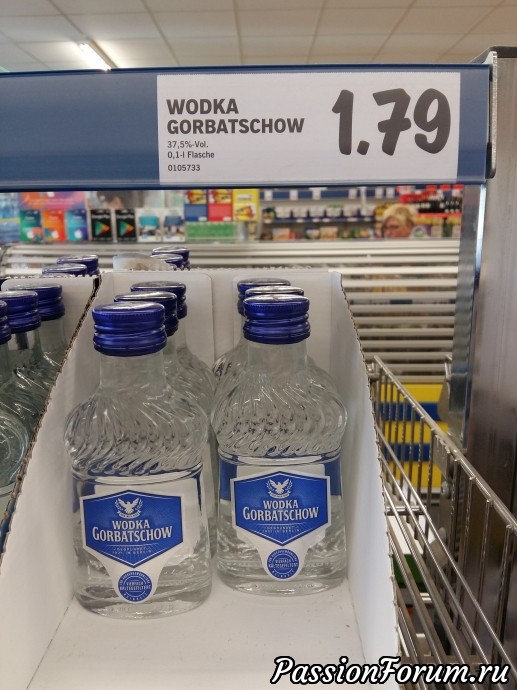 WODKA
GORBATSCHOW
37,5%-Vol.
0,1-l Flasche
0105733
1.79
WODKA
GORBATSCHOW
WODKA
GORBATSCHOW
PassionForum.ru